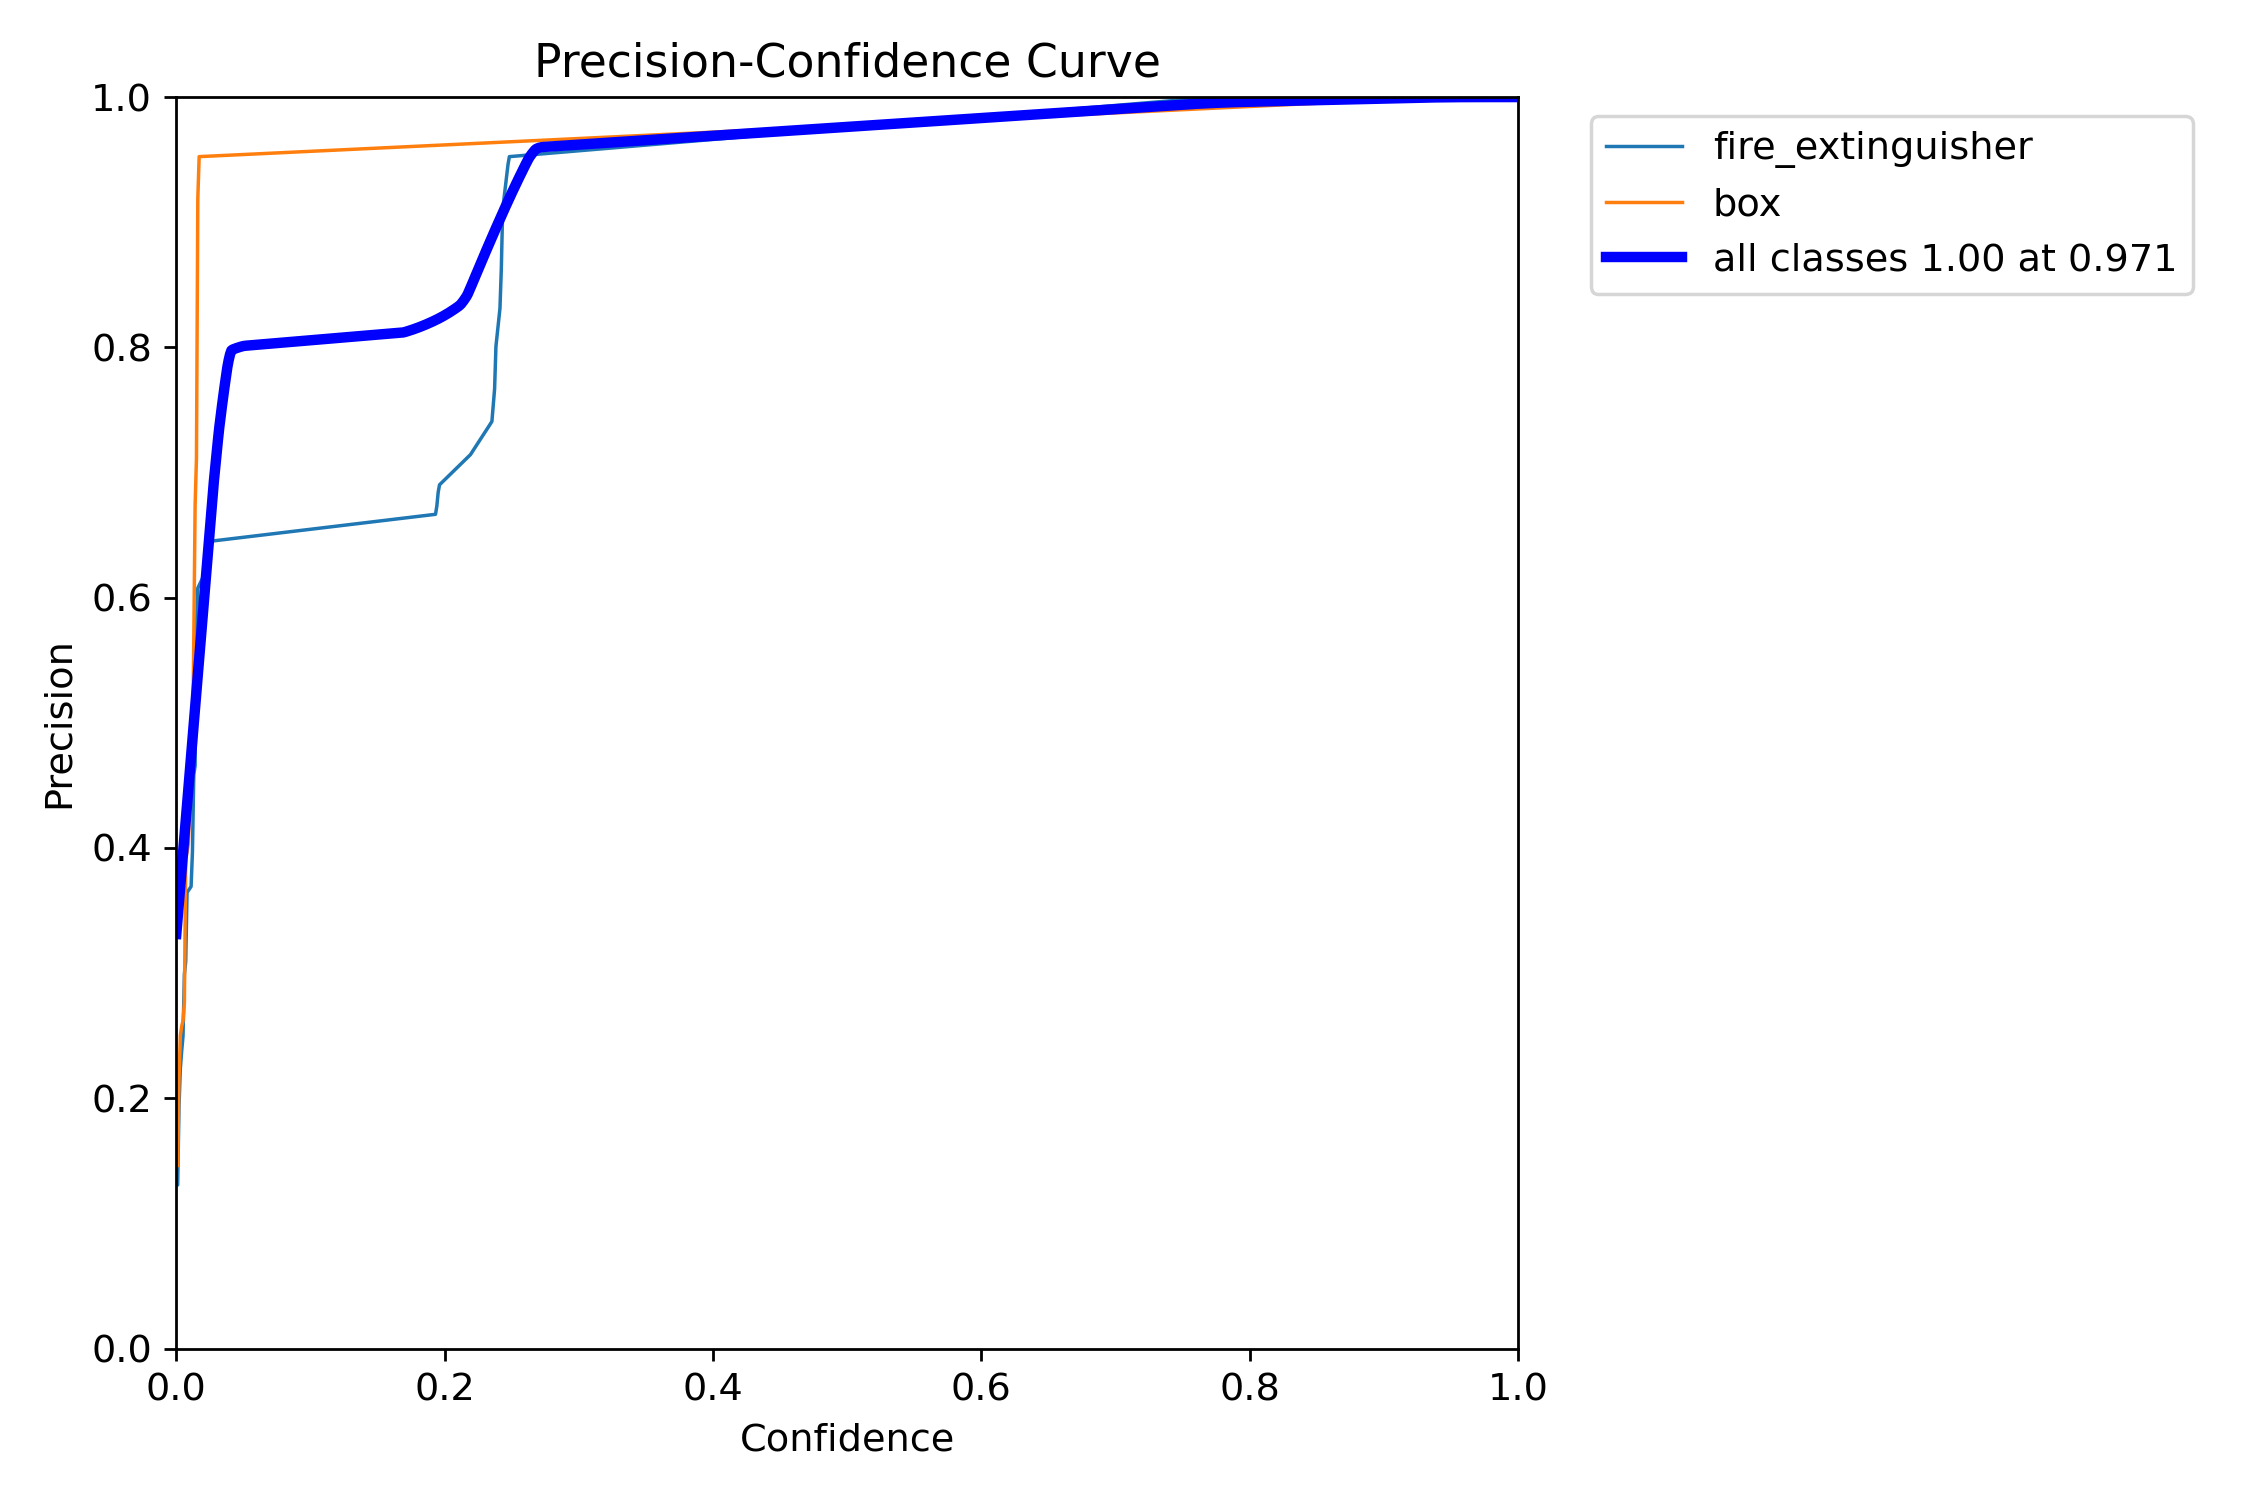 Precision-Confidence Curve
1.0
0.8
0.6
0.4
0.2
0.0
Precision
0.0 0.2 0.4 0.6 0.8 1.0
Confidence
fire_extinguisher
box
all classes 1.00 at 0.971